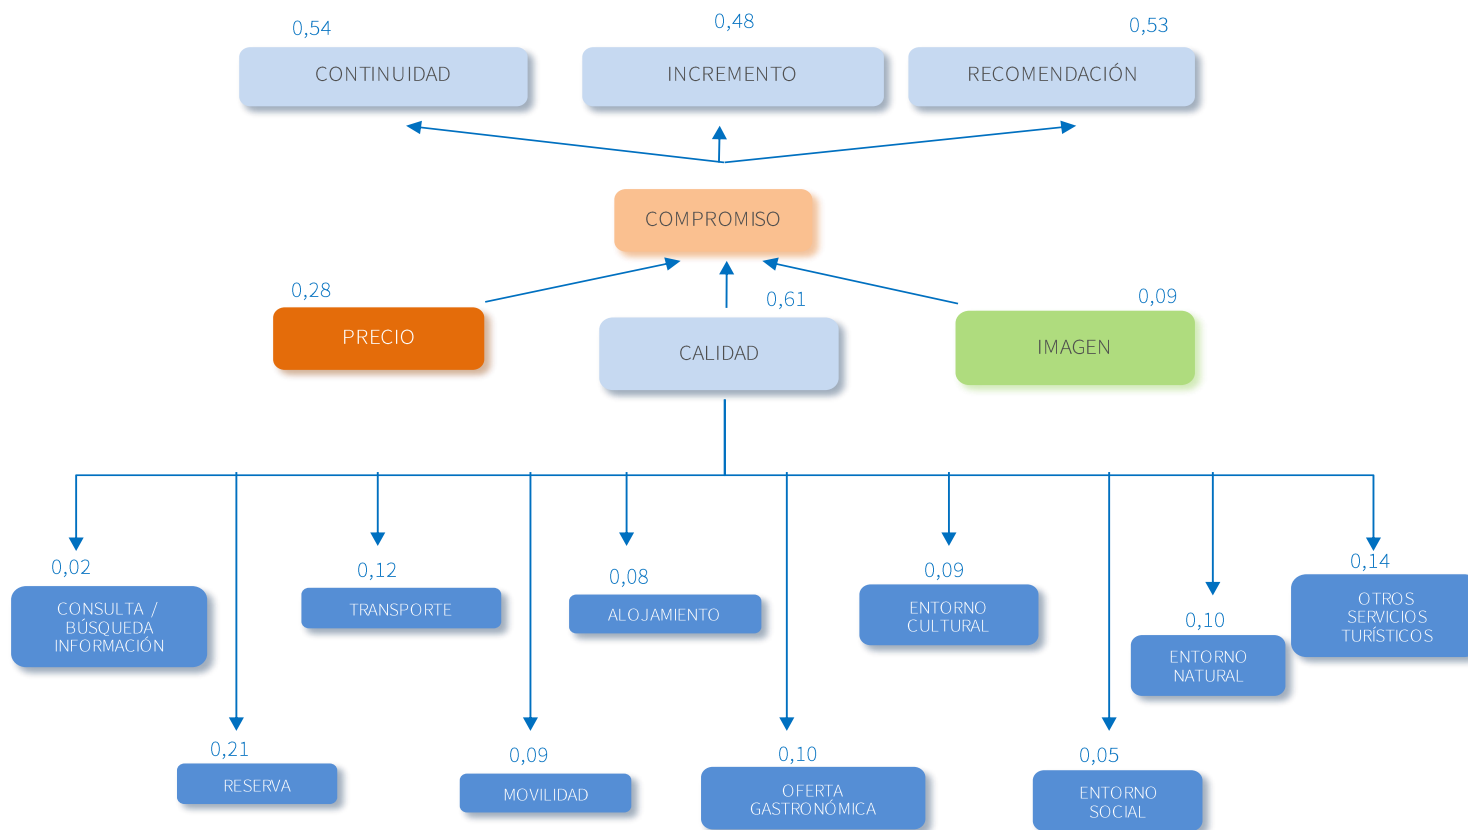 0,54
0,48
0,53
CONTINUIDAD
INCREMENTO
RECOMENDACIÓN
COMPROMISO
0,28
0,61
0,09
PRECIO
CALIDAD
IMAGEN
0,02
CONSULTA /
BÚSQUEDA
INFORMACIÓN
0,12
TRANSPORTE
0,08
ALOJAMIENTO
0,09
ENTORNO
CULTURAL
0,10
ENTORNO
NATURAL
0,14
OTROS
SERVICIOS
TURÍSTICOS
0,21
RESERVA
0,09
MOVILIDAD
0,10
OFERTA
GASTRONÓMICA
0,05
ENTORNO
SOCIAL